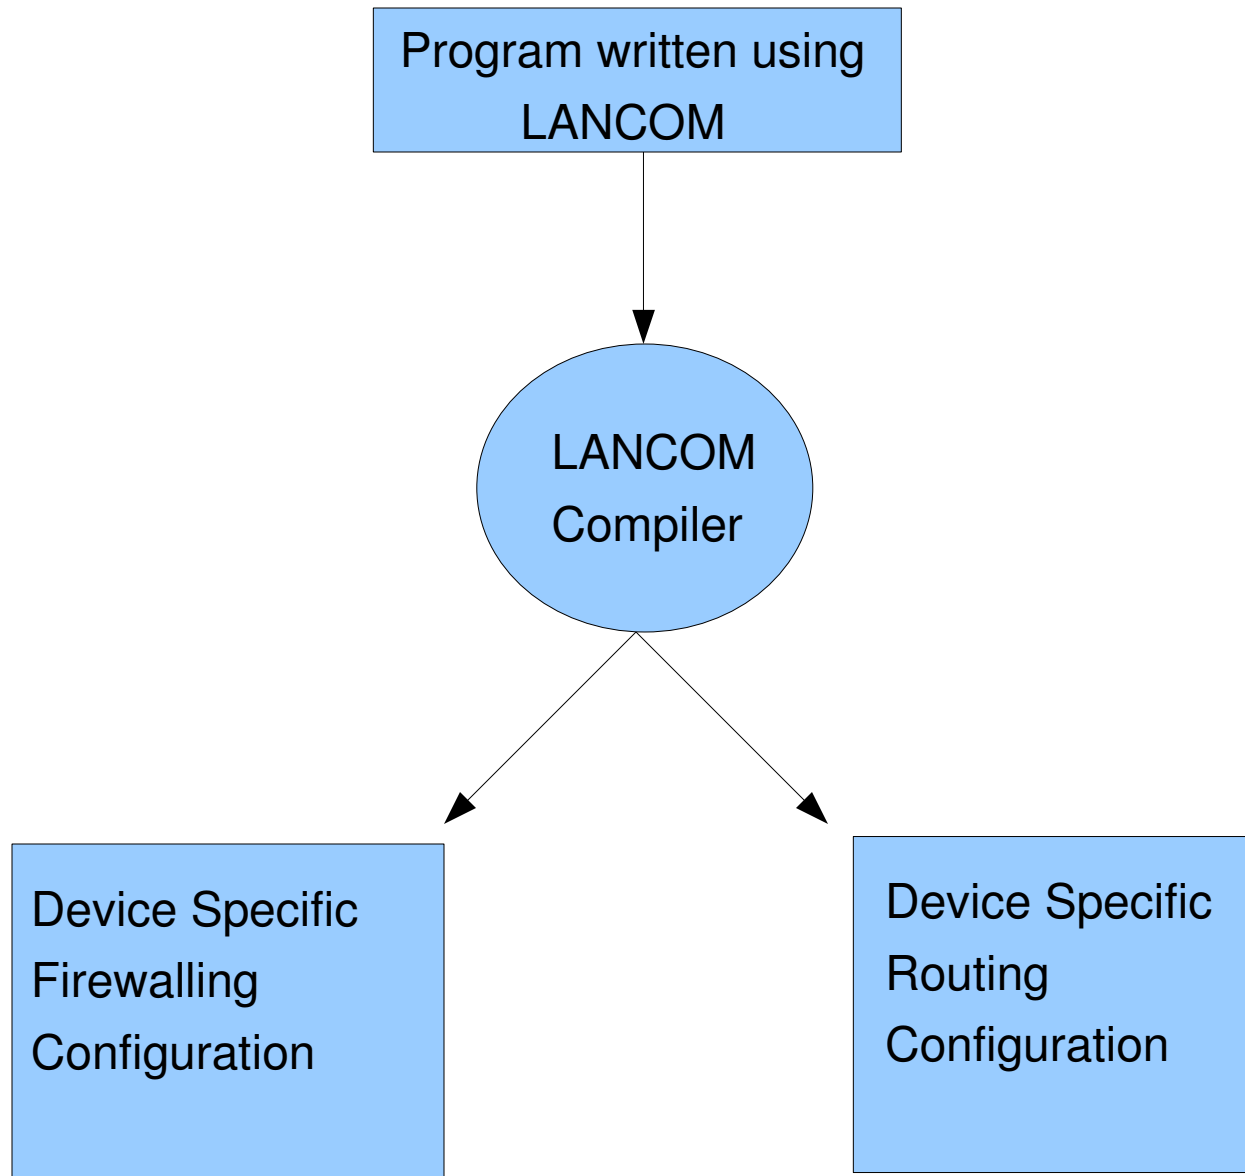 Program written using
LANCOM
LANCOM
Compiler
Device Specific
Firewalling
Configuration
Device Specific
Routing
Configuration